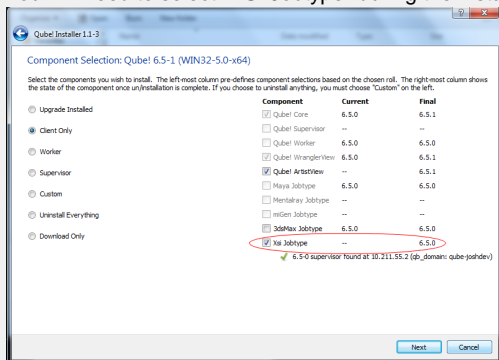 Qube! Installer 1.1-3
Component Selection: Qube! 6.5-1 (WIN32-5.0-x64)
Select the components you wish to install. The left-most column pre-defines component selections based on the chosen roll. The right-most column shows
the state of the component once un/installation is complete. If you choose to uninstall anything, you must choose "Custom" on the left.
Upgrade Installed
Client Only
Worker
Supervisor
Custom
Uninstall Everything
Download Only
Component Current Final
Qube! Core 6.5.0 6.5.1
Qube! Supervisor -- --
Qube! Worker 6.5.0 6.5.0
Qube! WranglerView 6.5.0 6.5.1
Qube! ArtistView -- 6.5.1
Maya Jobtype 6.5.0 6.5.0
Mentalray Jobtype -- --
miGen Jobtype -- --
3dsMax Jobtype 6.5.0 6.5.0
Xsi Jobtype -- 6.5.0
6.5-0 supervisor found at 10.211.55.2 (qb_domain: qube-joshdev)
Next Cancel